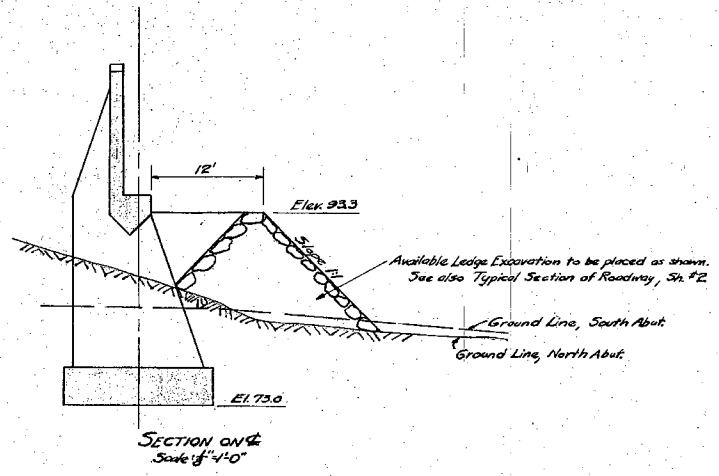 12'
Elev. 93.3
Slope 1:1
Available Ledge Excavation to be placed as shown.
See also Typical Section of Roadway, Sh. #2
Ground Line, South Abut.
Ground Line, North Abut.
El. 73.0
SECTION ON ℄
Scale: "=1'-0"